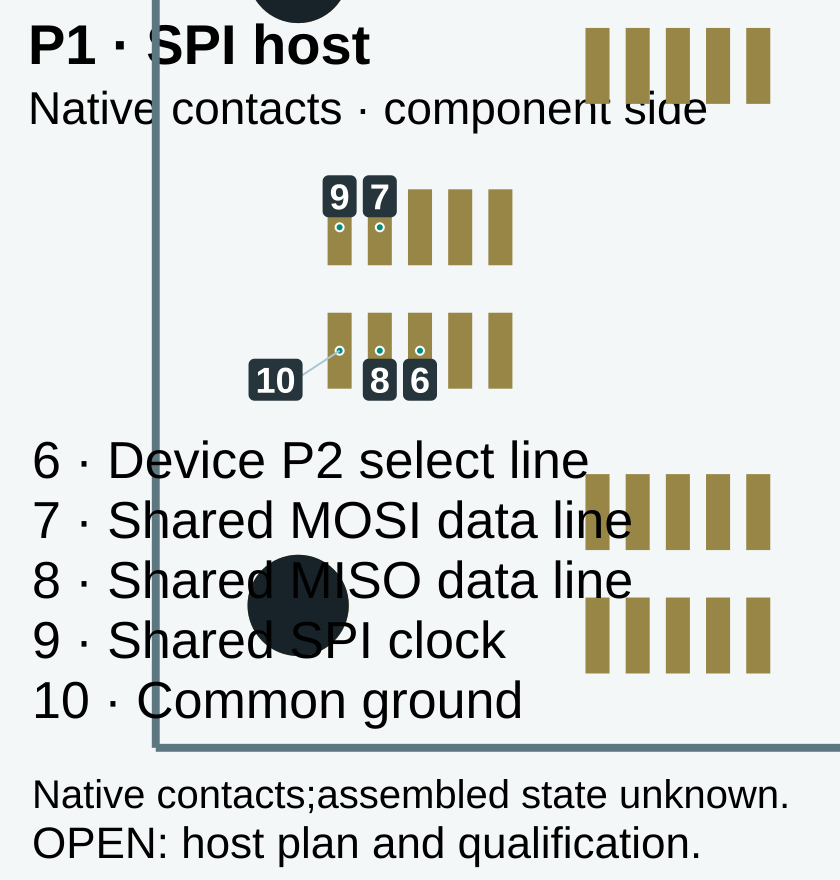 P1 · SPI host
Native contacts · component side
9 7
10 8 6
6 · Device P2 select line
7 · Shared MOSI data line
8 · Shared MISO data line
9 · Shared SPI clock
10 · Common ground
Native contacts;assembled state unknown.
OPEN: host plan and qualification.